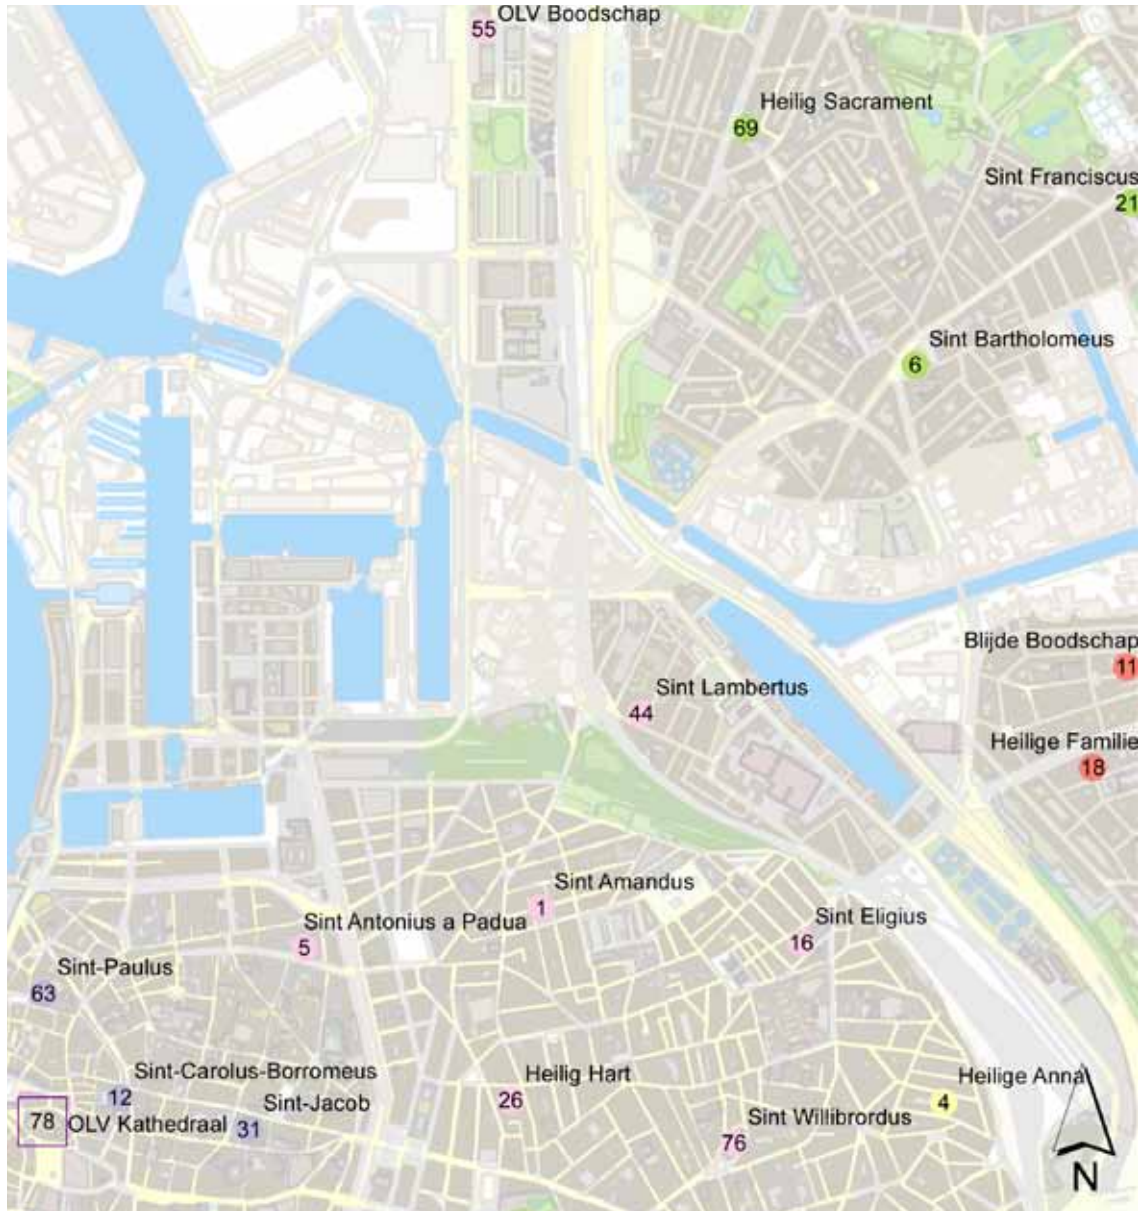 OLV Boodschap
55
Heilig Sacrament
69
Sint Franciscus
21
Sint Bartholomeus
6
Blijde Boodschap
11
Sint Lambertus
44
Heilige Familie
18
Sint Amandus
1
Sint Antonius a Padua
5
Sint Eligius
16
Sint-Paulus
63
Sint-Carolus-Borromeus
12
Heilig Hart
26
Heilige Anna
4
Sint-Jacob
31
78
OLV Kathedraal
Sint Willibrordus
76
N